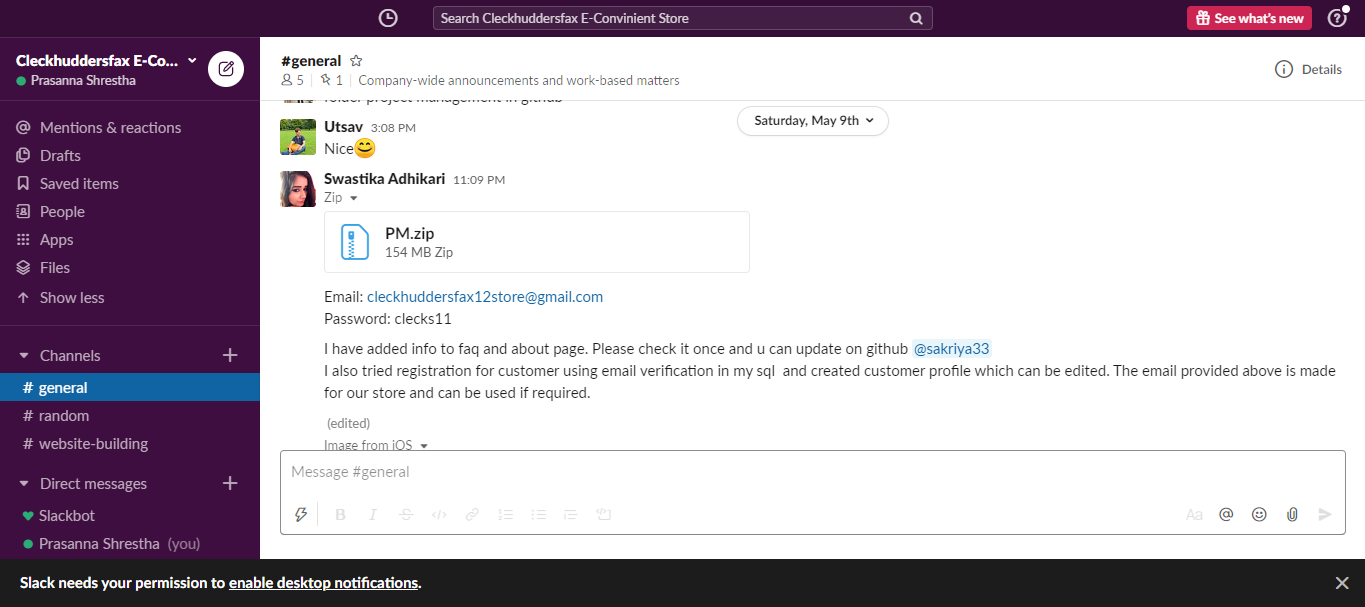 Search Cleckhuddersfax E-Convinient Store
See what's new
Cleckhuddersfax E-Co...
Prasanna Shrestha
Mentions & reactions
Drafts
Saved items
People
Apps
Files
Show less
Channels
# general
# random
# website-building
Direct messages
Slackbot
Prasanna Shrestha (you)
#general
5 | 1 | Company-wide announcements and work-based matters
Details
folder project management in github
Saturday, May 9th
Utsav 3:08 PM
Nice😊
Swastika Adhikari 11:09 PM
Zip
PM.zip
154 MB Zip
Email: cleckhuddersfax12store@gmail.com
Password: clecks11
I have added info to faq and about page. Please check it once and u can update on github @sakriya33
I also tried registration for customer using email verification in my sql and created customer profile which can be edited. The email provided above is made
for our store and can be used if required.
(edited)
Image from iOS
Message #general
Aa
Slack needs your permission to enable desktop notifications.